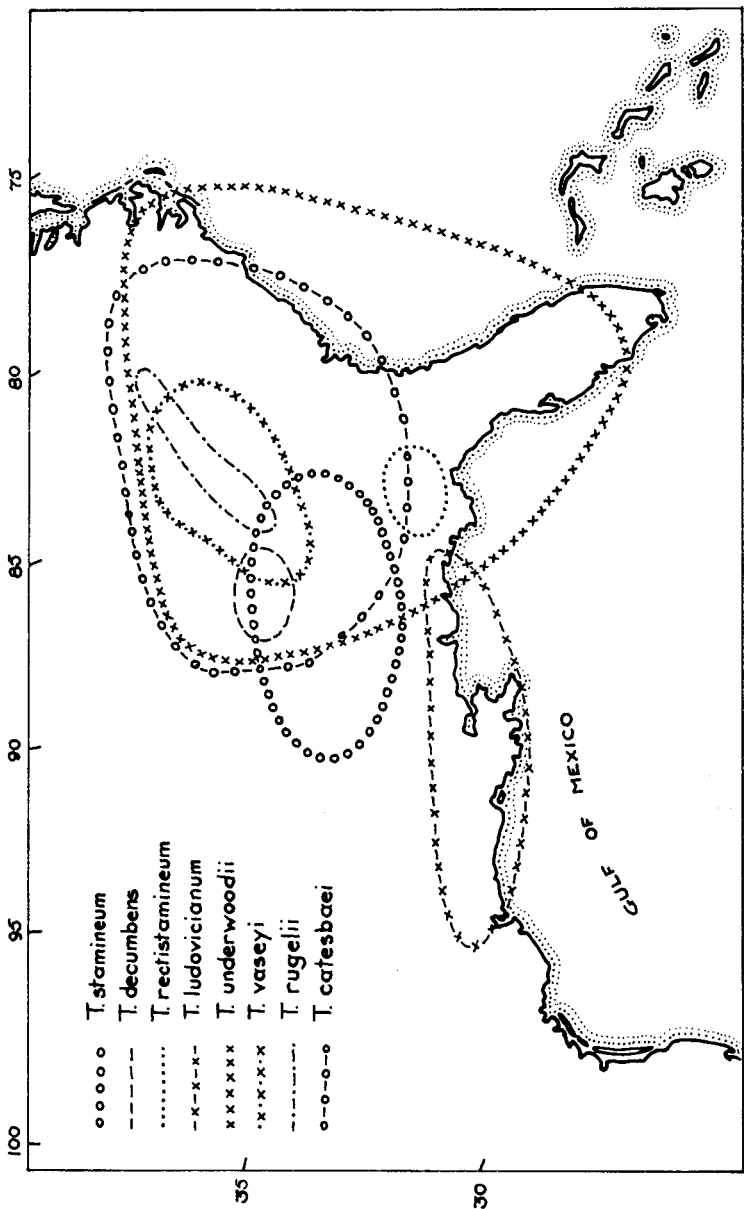 100
95
90
85
80
75
35
30
T. stamineum
T. decumbens
T. rectistamineum
T. ludovicianum
T. underwoodii
T. vaseyi
T. rugelii
T. catesbaei
GULF OF MEXICO